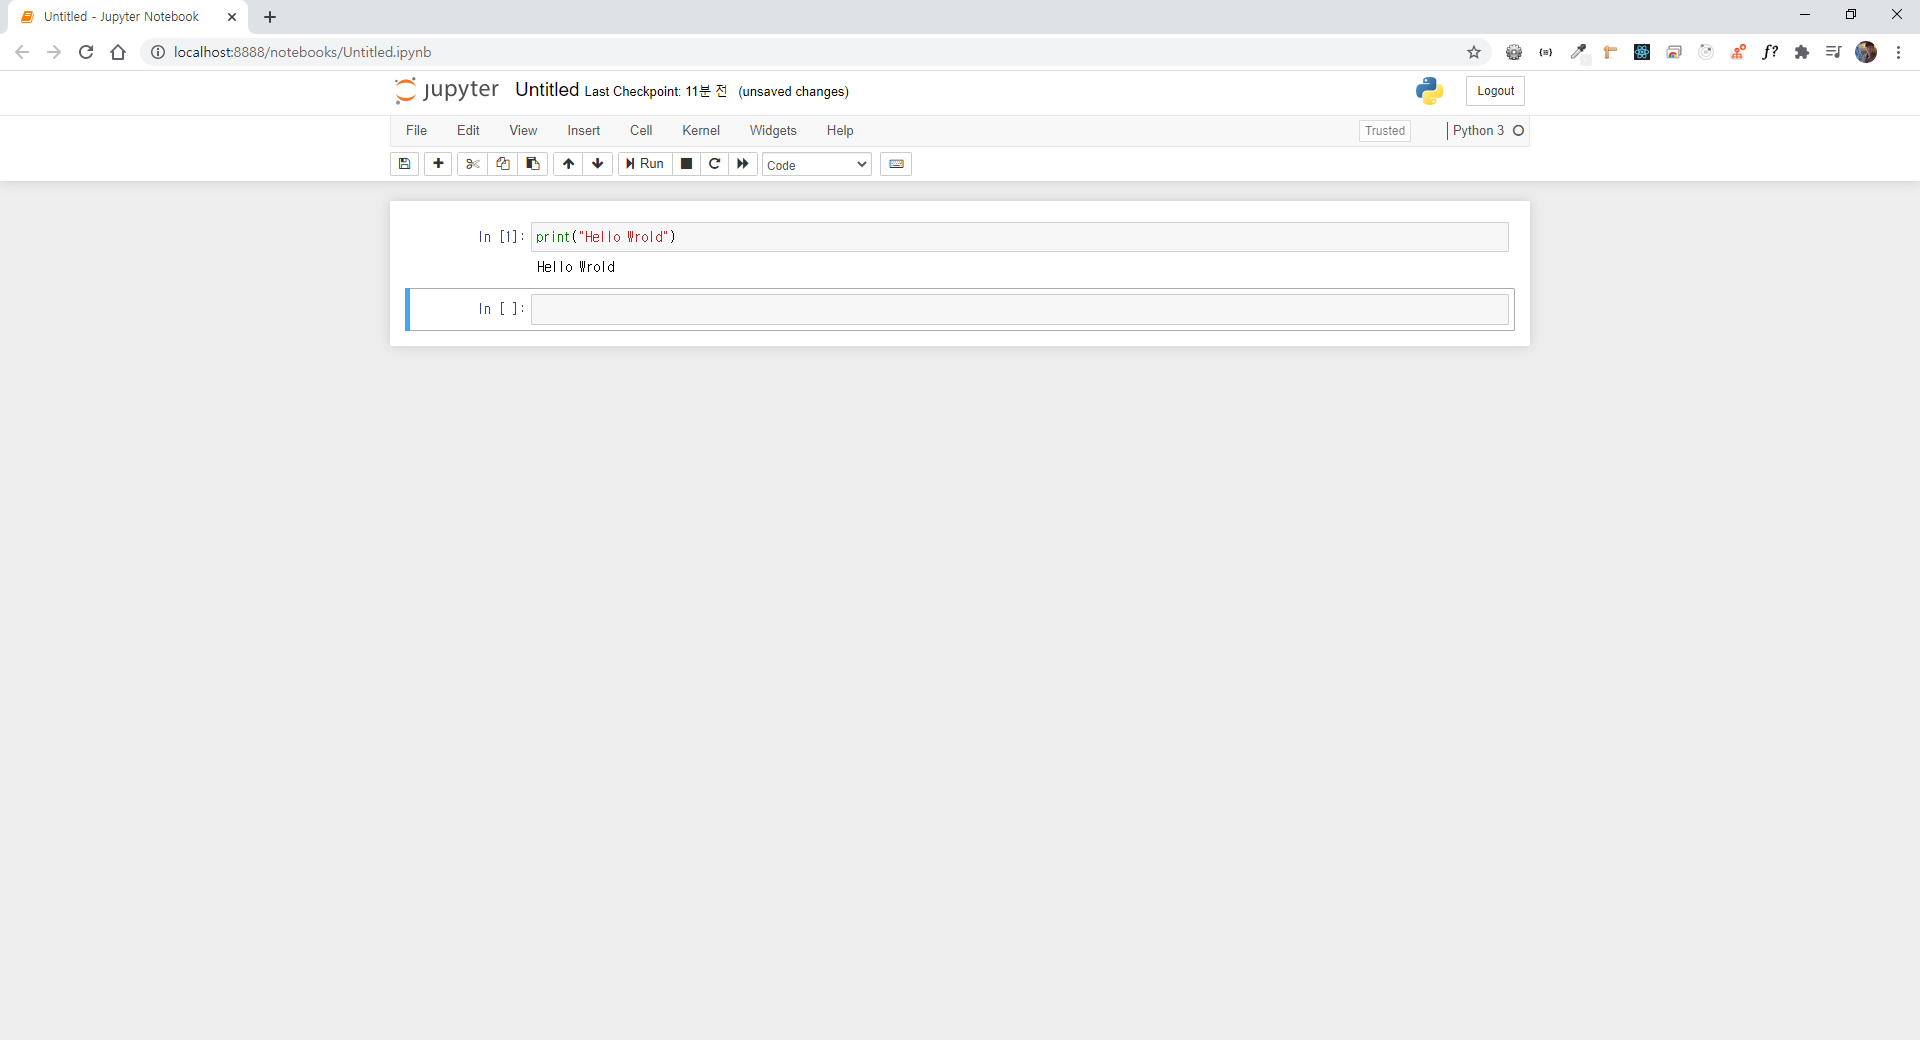 Untitled - Jupyter Notebook
localhost:8888/notebooks/Untitled.ipynb
{≡}
f?
jupyter Untitled Last Checkpoint: 11분 전 (unsaved changes)
Logout
File Edit View Insert Cell Kernel Widgets Help
Trusted
Python 3
Run
Code
In [1]: print("Hello Wrold")
Hello Wrold
In [ ]: